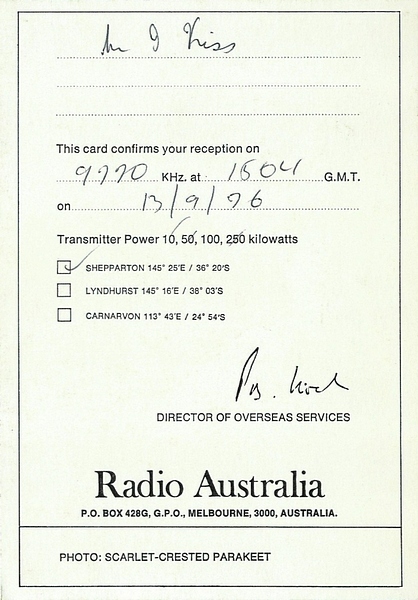 Mr I Kiss
This card confirms your reception on
9770 KHz. at 1504 G.M.T.
on 13/9/76
Transmitter Power 10, 50, 100, 250 kilowatts
SHEPPARTON 145° 25'E / 36° 20'S
LYNDHURST 145° 16'E / 38° 03'S
CARNARVON 113° 43'E / 24° 54'S
DIRECTOR OF OVERSEAS SERVICES
Radio Australia
P.O. BOX 428G, G.P.O., MELBOURNE, 3000, AUSTRALIA.
PHOTO: SCARLET-CRESTED PARAKEET